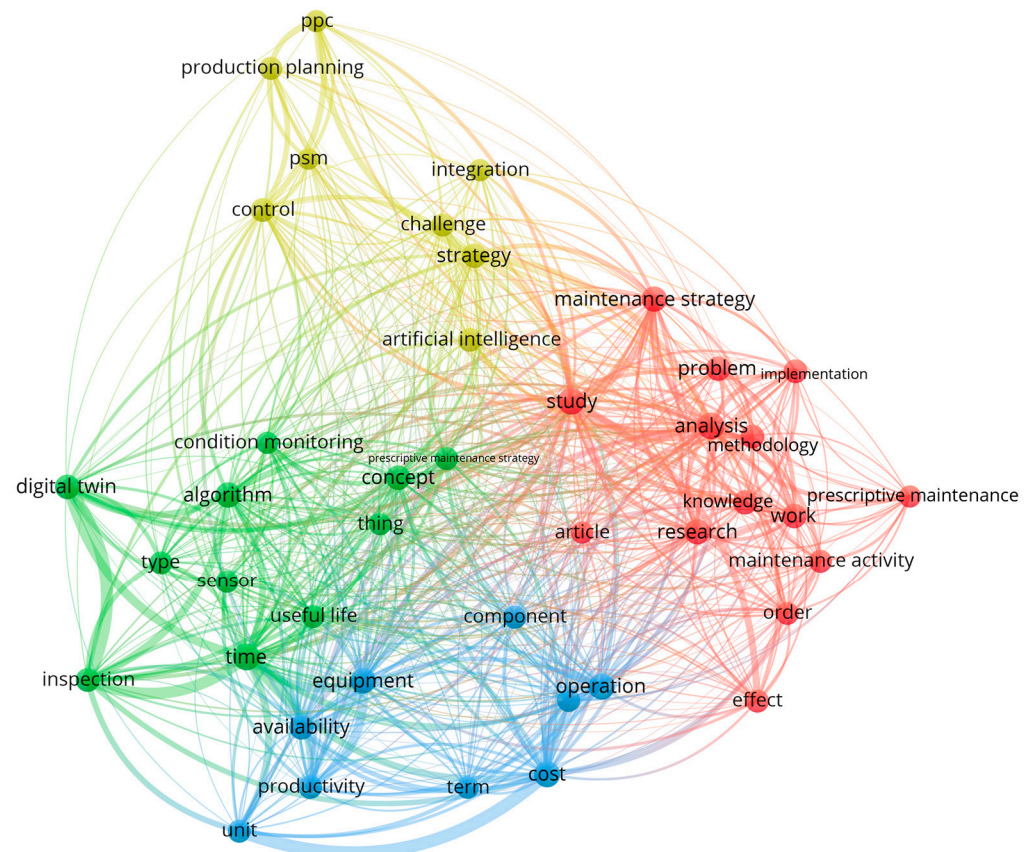 ppc
production planning
psm
integration
control
challenge
strategy
maintenance strategy
artificial intelligence
problem
implementation
study
analysis
methodology
condition monitoring
prescriptive maintenance strategy
concept
digital twin
algorithm
prescriptive maintenance
knowledge
work
thing
article
research
type
maintenance activity
sensor
useful life
component
order
time
inspection
equipment
operation
effect
availability
cost
productivity
term
unit